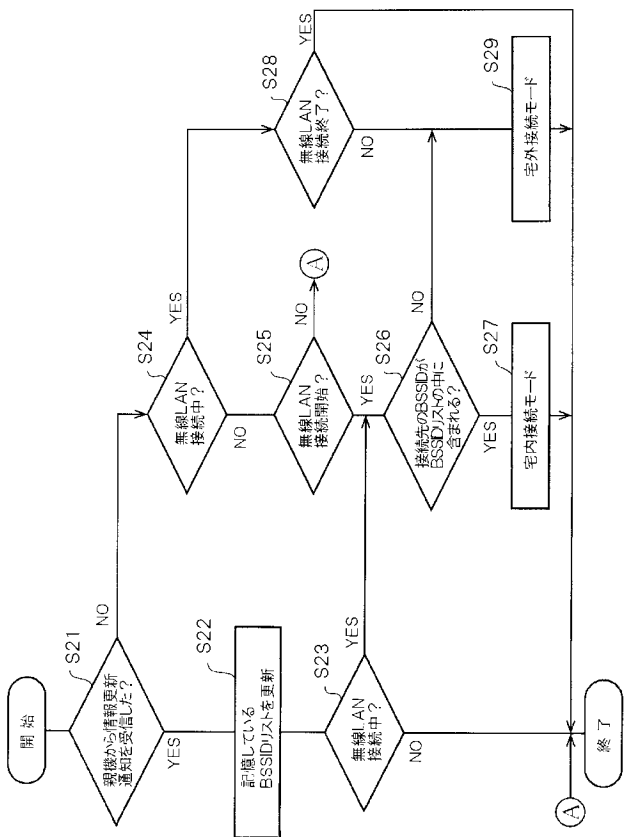 開始
S21
親機から情報更新
通知を受信した?
NO
YES
S22
記憶している
BSSIDリストを更新
S23
無線LAN
接続中?
YES
NO
S24
無線LAN
接続中?
YES
NO
S25
無線LAN
接続開始?
NO
A
YES
S26
接続先のBSSIDが
BSSIDリストの中に
含まれる?
NO
YES
S27
宅内接続モード
S28
無線LAN
接続終了?
YES
NO
S29
宅外接続モード
A
終了